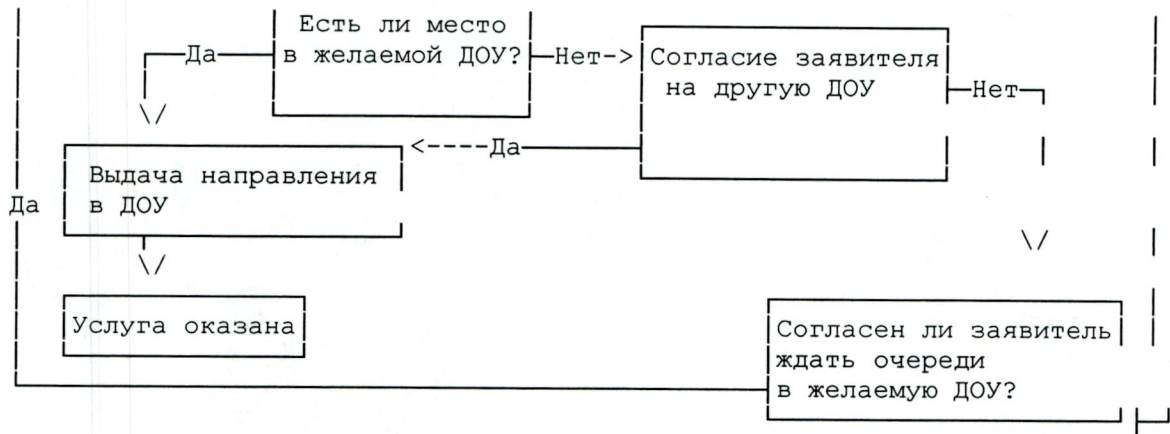 Есть ли место
в желаемой ДОУ?
Да
Нет->
Согласие заявителя
на другую ДОУ
Нет
\/
<----Да
Выдача направления
в ДОУ
Да
\/
\/
Услуга оказана
Согласен ли заявитель
ждать очереди
в желаемую ДОУ?